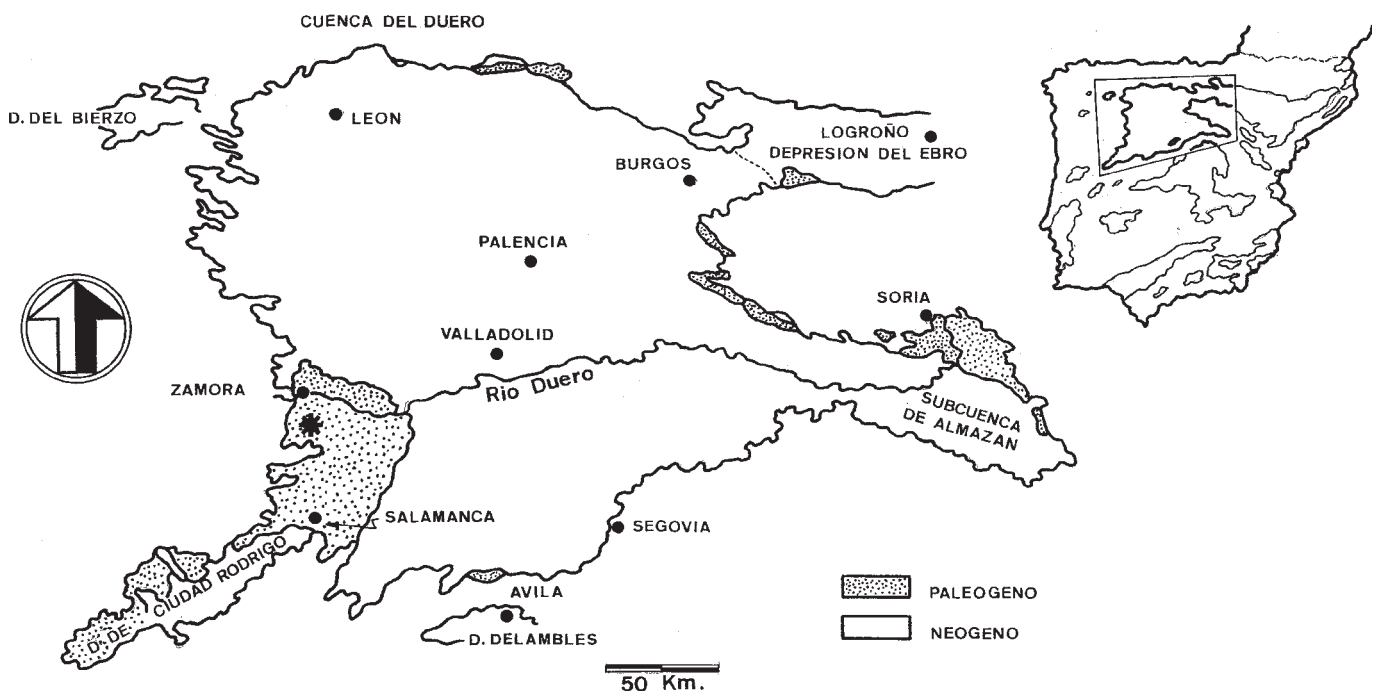 CUENCA DEL DUERO
D. DEL BIERZO
LEON
LOGROÑO
DEPRESION DEL EBRO
BURGOS
PALENCIA
SORIA
VALLADOLID
ZAMORA
Rio Duero
SUBCUENCA
DE ALMAZAN
SALAMANCA
SEGOVIA
D. DE CIUDAD RODRIGO
AVILA
D. DELAMBLES
PALEOGENO
NEOGENO
50 Km.